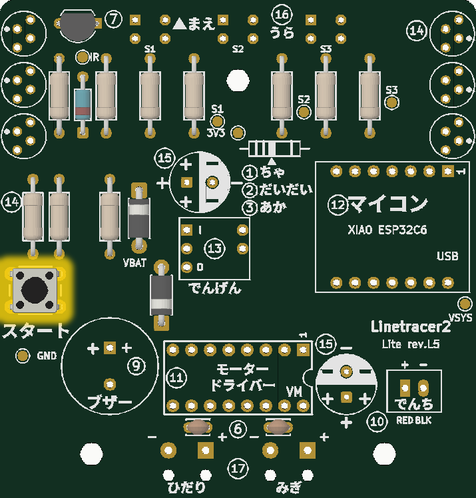 ⑦
▲まえ
⑯
うら
⑭
IR
S1
S2
S3
S1
3V3
S2
S3
⑮
+
+
①ちゃ
②だいだい
③あか
⑫マイコン
1
XIAO ESP32C6
USB
⑭
I
⑬
O
でんげん
VBAT
VSYS
スタート
GND
Linetracer2
Lite rev.L5
+ +
⑨
ブザー
1
⑪
モーター
ドライバー
VM
⑮
-
+
+ -
でんち
RED BLK
⑩
- ⑥ - +
⑰
ひだり
みぎ